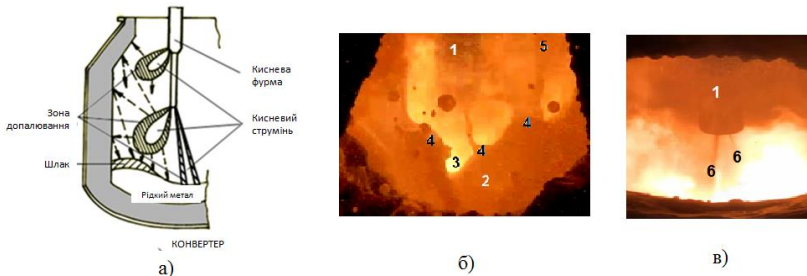 Киснева
фурма
Зона
допалювання
Кисневий
струмінь
Шлак
Рідкий метал
КОНВЕРТЕР
а)
1
5
4
4
4
3
2
б)
1
6
6
в)